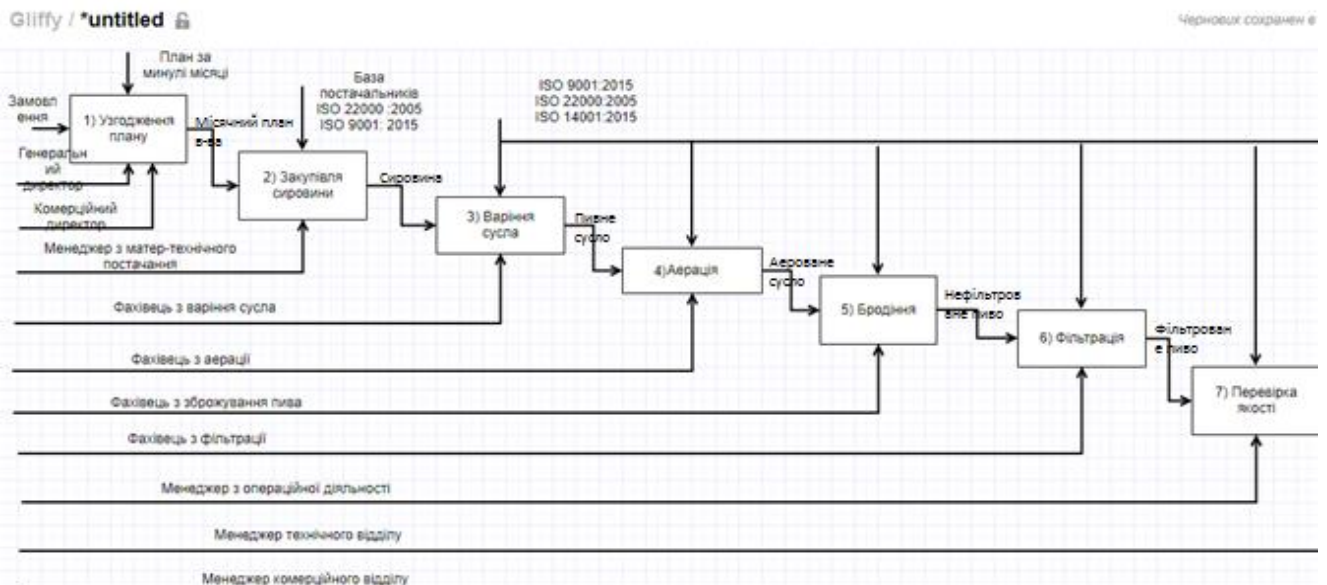 Gliffy / *untitled
Черновик сохранен в
План за
минулі місяці
Замовл
ення
1) Узгодження
плану
Місячний план
в-ва
База
постачальників
ISO 22000 :2005
ISO 9001: 2015
ISO 9001:2015
ISO 22000:2005
ISO 14001:2015
Генеральн
ий
директор
2) Закупівля
сировини
Сировина
Комерційний
директор
3) Варіння
сусла
Пивне
сусло
Менеджер з матер-технічного
постачання
4)Аерація
Аероване
сусло
Фахівець з варіння сусла
5) Бродіння
Нефільтров
ане пиво
6) Фільтрація
Фільтрован
е пиво
Фахівець з аерації
7) Перевірка
якості
Фахівець з зброжування пива
Фахівець з фільтрації
Менеджер з операційної діяльності
Менеджер технічного відділу
Менеджер комерційного відділу